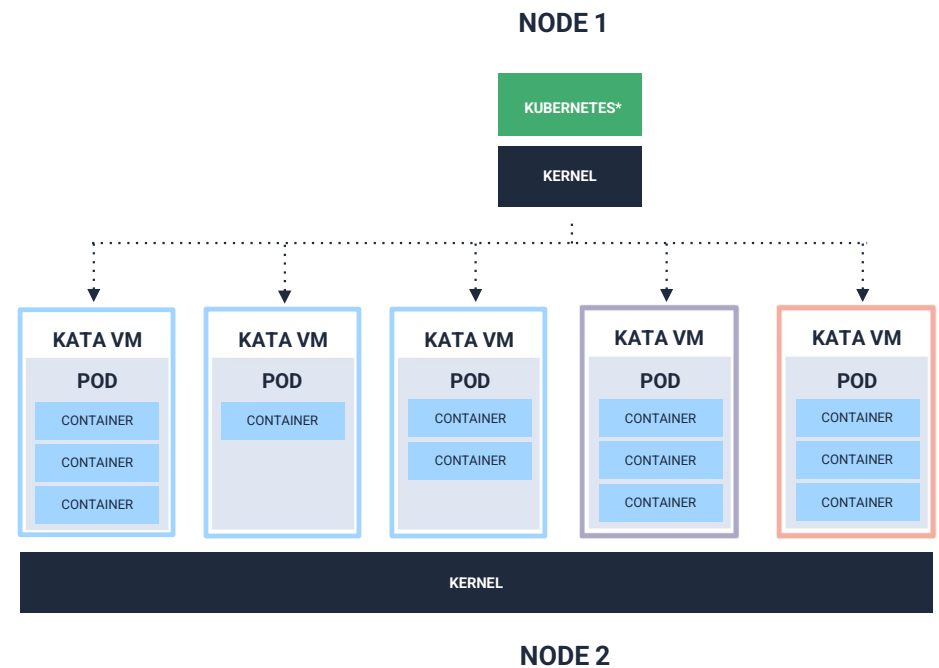 NODE 1
KUBERNETES*
KERNEL
KATA VM
POD
CONTAINER
CONTAINER
CONTAINER
KATA VM
POD
CONTAINER
KATA VM
POD
CONTAINER
CONTAINER
KATA VM
POD
CONTAINER
CONTAINER
CONTAINER
KATA VM
POD
CONTAINER
CONTAINER
CONTAINER
KERNEL
NODE 2